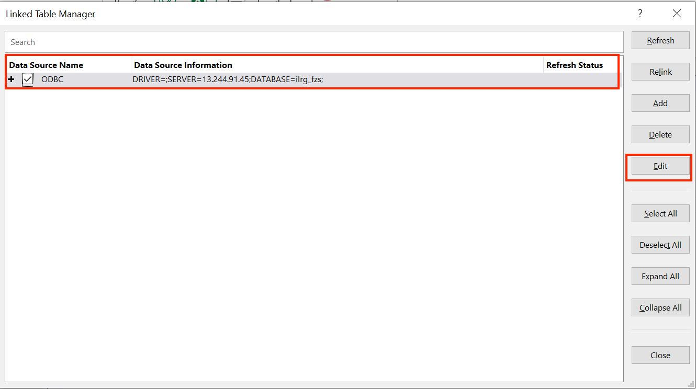 Linked Table Manager
?
Search
Refresh
Data Source Name Data Source Information Refresh Status
ODBC DRIVER=;SERVER=13.244.91.45;DATABASE=ilrg_fzs;
Relink
Add
Delete
Edit
Select All
Deselect All
Expand All
Collapse All
Close